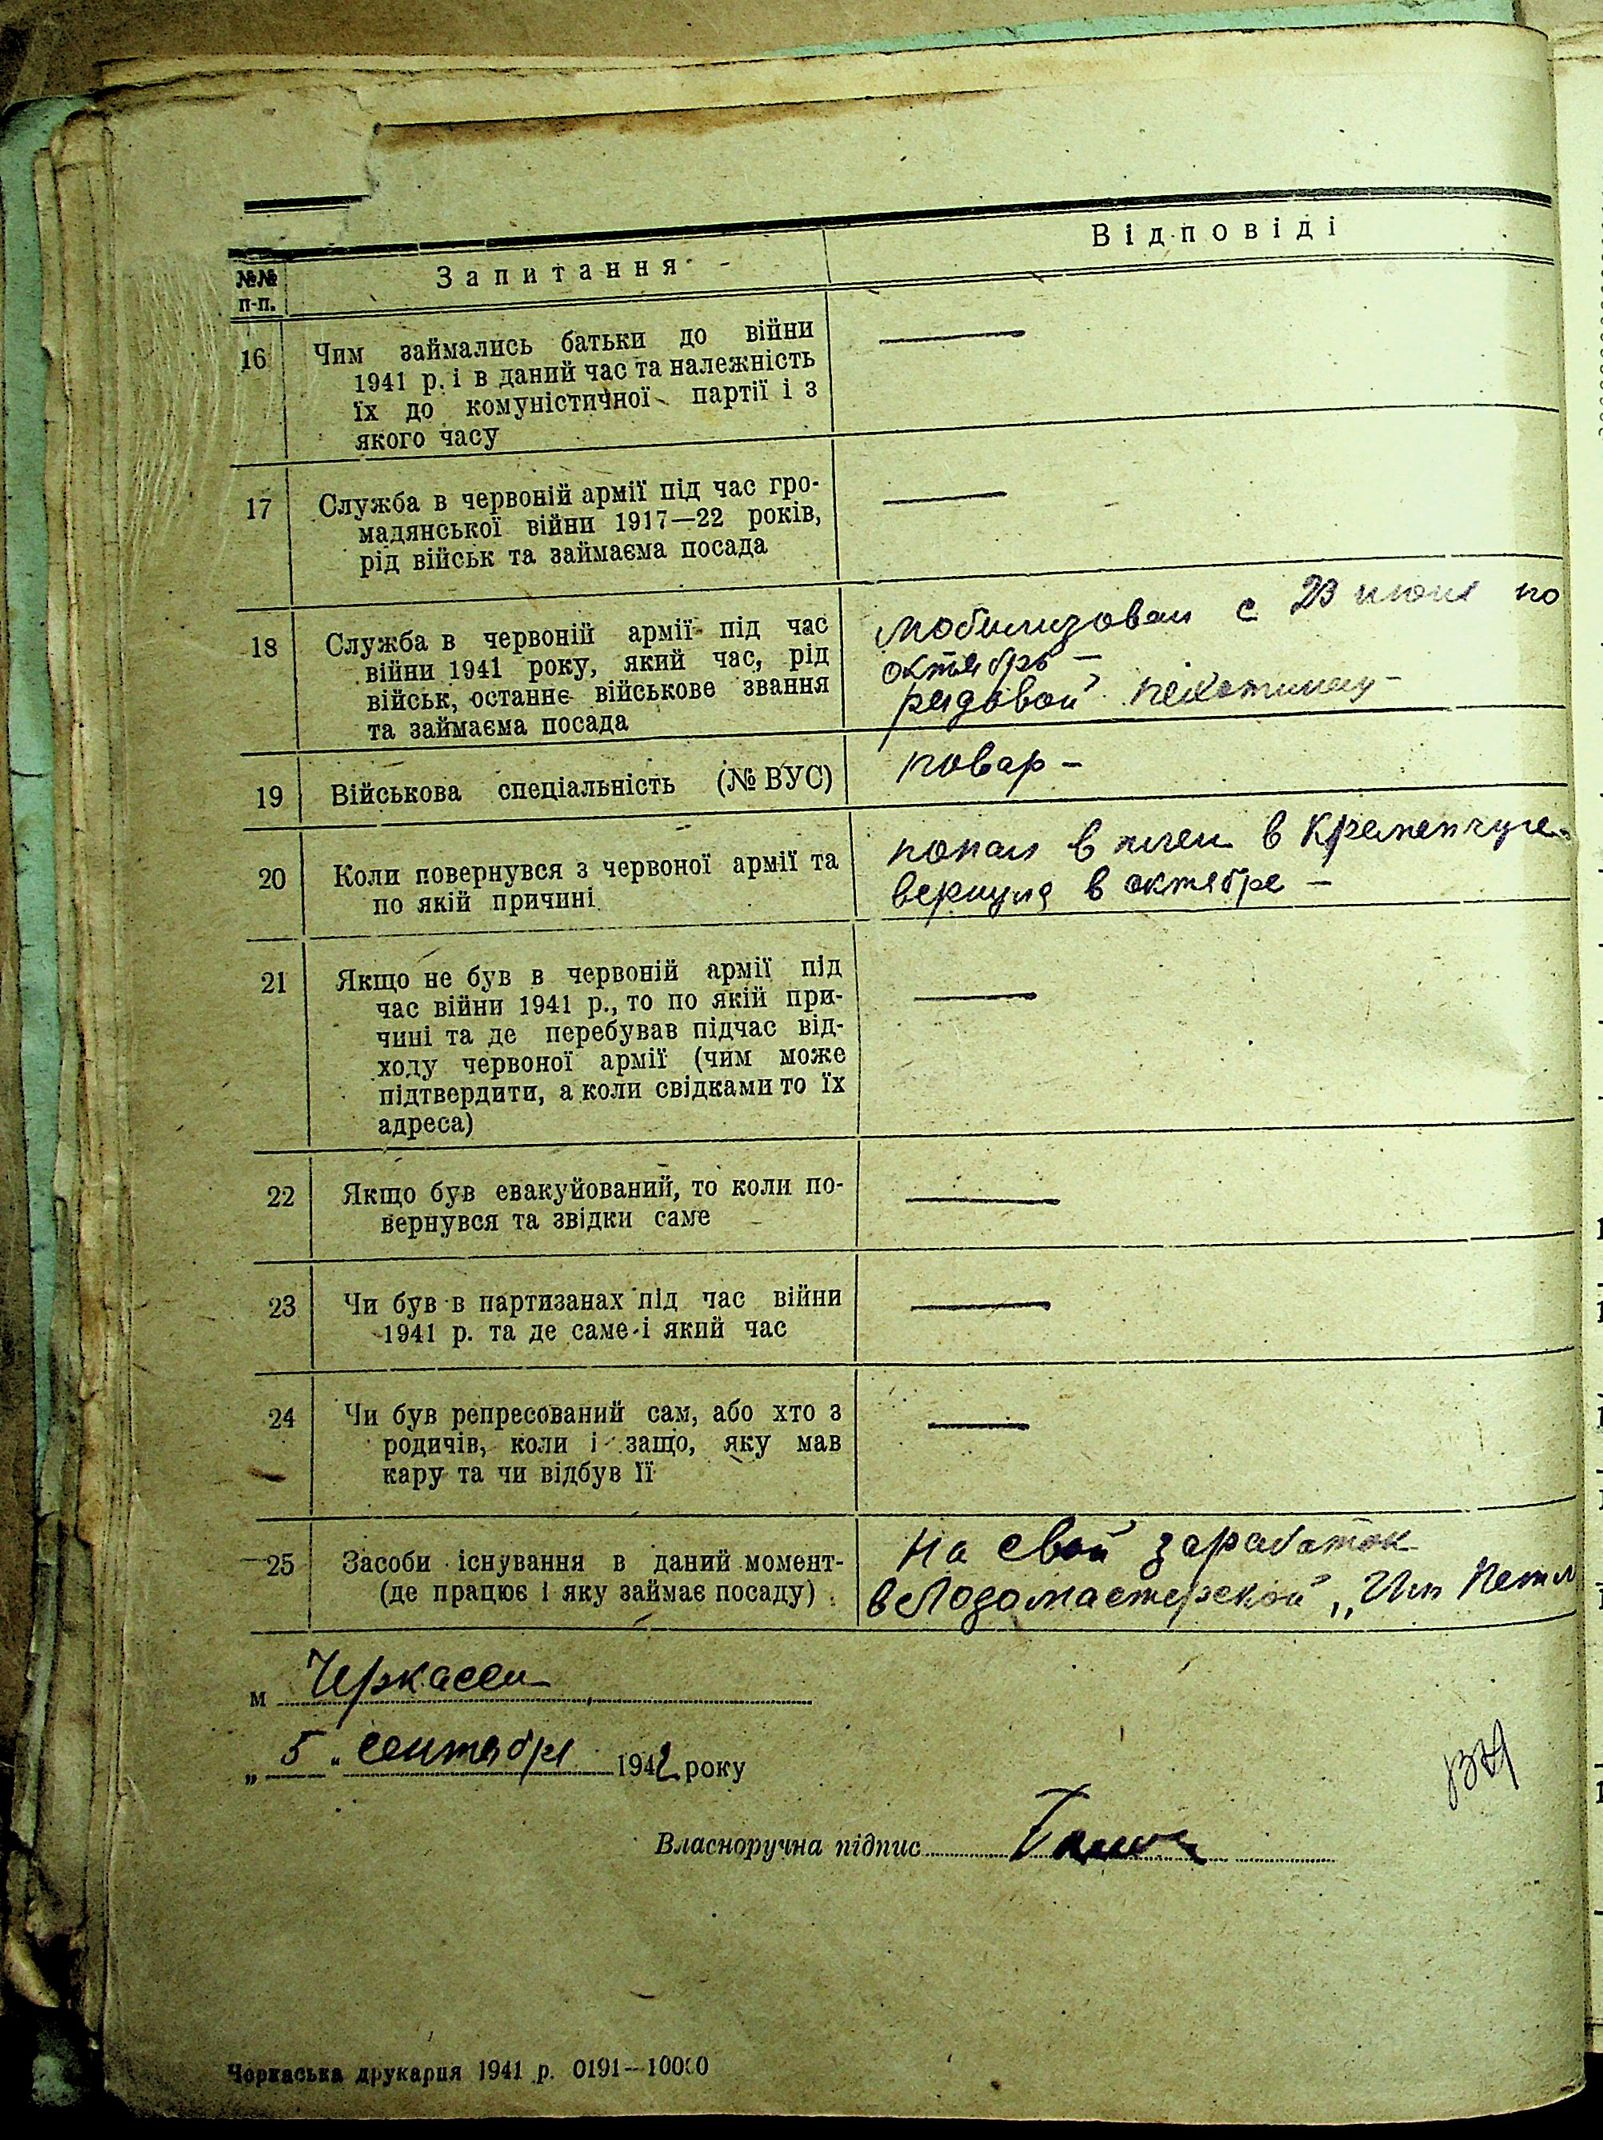 №№ п-п.
Запитання
Відповіді
16
Чим займались батьки до війни
1941 р. і в даний час та належність
їх до комуністичної партії і з
якого часу
—
17
Служба в червоній армії під час гро-
мадянської війни 1917—22 років,
рід військ та займаєма посада
—
18
Служба в червоній армії під час
війни 1941 року, який час, рід
військ, останнє військове звання
та займаєма посада
мобилизован с 23 июня по
октябрь —
рядовой пехотинец —
19
Військова спеціальність (№ ВУС)
повар —
20
Коли повернувся з червоної армії та
по якій причині
попал в плен в Кременчуге
вернулся в октябре —
21
Якщо не був в червоній армії під
час війни 1941 р., то по якій при-
чині та де перебував підчас від-
ходу червоної армії (чим може
підтвердити, а коли свідками то їх
адреса)
—
22
Якщо був евакуйований, то коли по-
вернувся та звідки саме
—
23
Чи був в партизанах під час війни
1941 р. та де саме і який час
—
24
Чи був репресований сам, або хто з
родичів, коли і защо, яку мав
кару та чи відбув її
—
25
Засоби існування в даний момент
(де працює і яку займає посаду)
на свой заработок
в
м Черкассы
„5" сентября 1942 року
Власноручна підпис
Черкаська друкарня 1941 р. 0191—10000